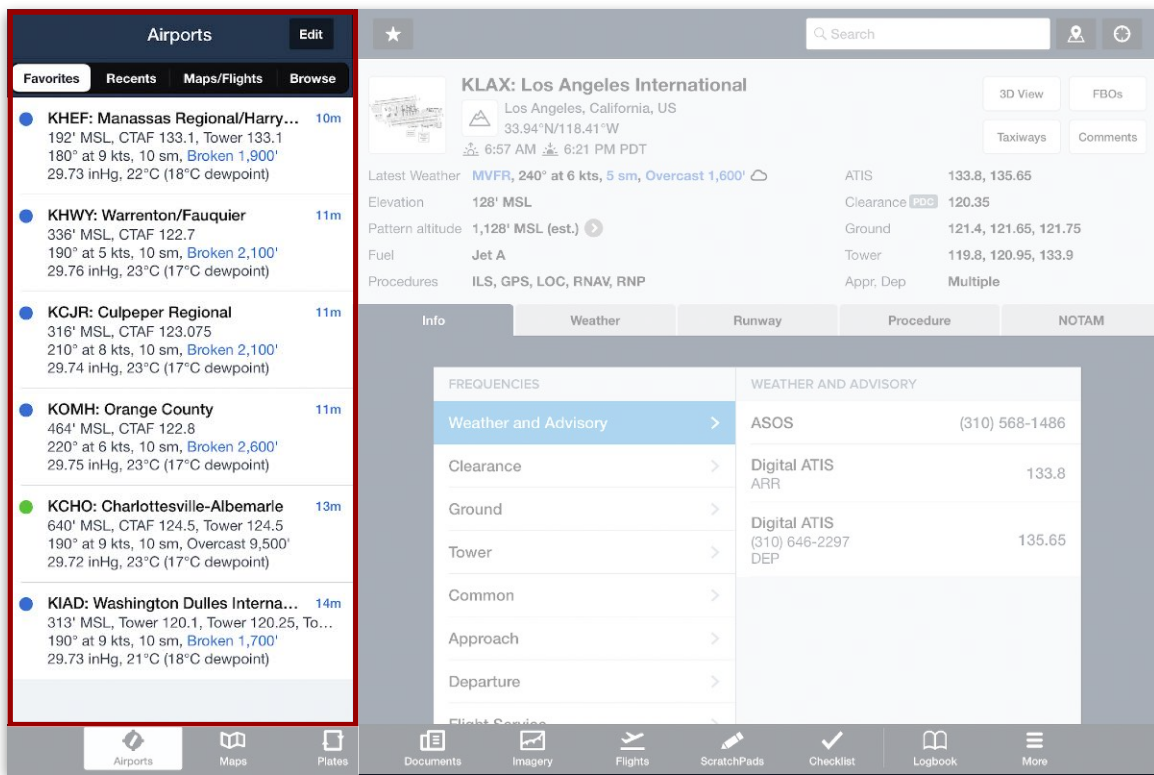 Airports
Edit
Favorites Recents Maps/Flights Browse
KHEF: Manassas Regional/Harry... 10m
192' MSL, CTAF 133.1, Tower 133.1
180° at 9 kts, 10 sm, Broken 1,900'
29.73 inHg, 22°C (18°C dewpoint)
KHWY: Warrenton/Fauquier 11m
336' MSL, CTAF 122.7
190° at 5 kts, 10 sm, Broken 2,100'
29.76 inHg, 23°C (17°C dewpoint)
KCJR: Culpeper Regional 11m
316' MSL, CTAF 123.075
210° at 8 kts, 10 sm, Broken 2,100'
29.74 inHg, 23°C (17°C dewpoint)
KOMH: Orange County 11m
464' MSL, CTAF 122.8
220° at 6 kts, 10 sm, Broken 2,600'
29.75 inHg, 23°C (17°C dewpoint)
KCHO: Charlottesville-Albemarle 13m
640' MSL, CTAF 124.5, Tower 124.5
190° at 9 kts, 10 sm, Overcast 9,500'
29.72 inHg, 23°C (17°C dewpoint)
KIAD: Washington Dulles Interna... 14m
313' MSL, Tower 120.1, Tower 120.25, To...
190° at 9 kts, 10 sm, Broken 1,700'
29.73 inHg, 21°C (18°C dewpoint)
Search
KLAX: Los Angeles International
Los Angeles, California, US
33.94°N/118.41°W
6:57 AM 6:21 PM PDT
3D View FBOs
Taxiways Comments
Latest Weather MVFR, 240° at 6 kts, 5 sm, Overcast 1,600'
Elevation 128' MSL
Pattern altitude 1,128' MSL (est.)
Fuel Jet A
Procedures ILS, GPS, LOC, RNAV, RNP
ATIS 133.8, 135.65
Clearance PDC 120.35
Ground 121.4, 121.65, 121.75
Tower 119.8, 120.95, 133.9
Appr, Dep Multiple
Info Weather Runway Procedure NOTAM
FREQUENCIES
Weather and Advisory
Clearance
Ground
Tower
Common
Approach
Departure
Flight Service
WEATHER AND ADVISORY
ASOS (310) 568-1486
Digital ATIS 133.8
ARR
Digital ATIS
(310) 646-2297 135.65
DEP
Airports Maps Plates Documents Imagery Flights ScratchPads Checklist Logbook More